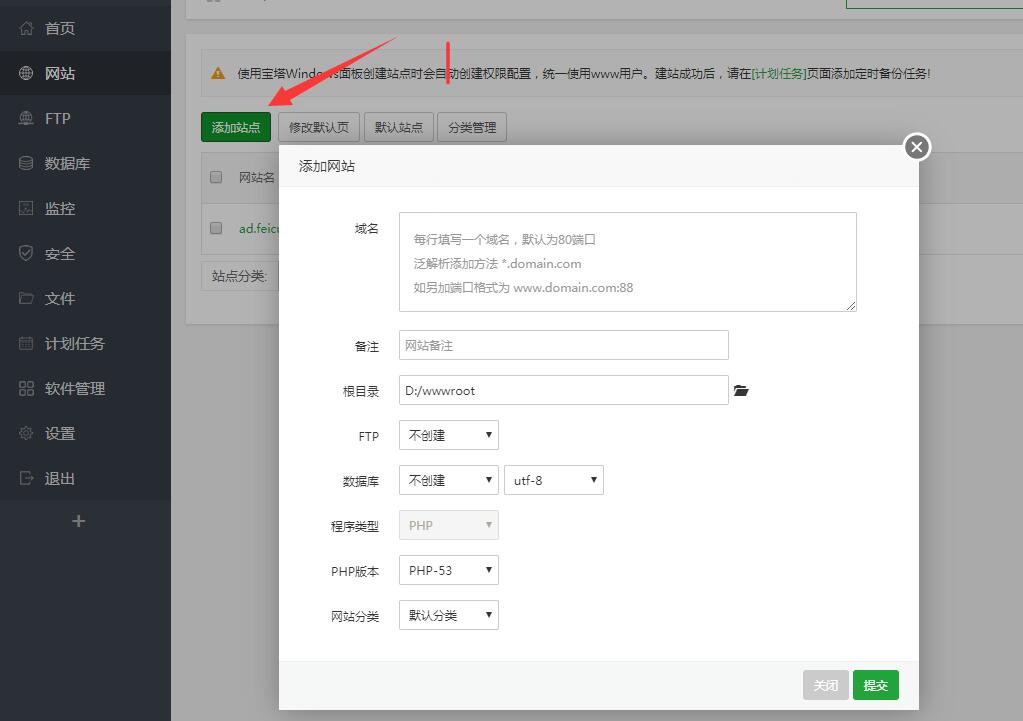 首页
网站
FTP
数据库
监控
安全
文件
计划任务
软件管理
设置
退出
使用宝塔Windows面板创建站点时会自动创建权限配置，统一使用www用户。建站成功后，请在[计划任务]页面添加定时备份任务!
添加站点 修改默认页 默认站点 分类管理
网站名
ad.feic
站点分类:
添加网站
域名
每行填写一个域名，默认为80端口
泛解析添加方法 *.domain.com
如另加端口格式为 www.domain.com:88
备注 网站备注
根目录 D:/wwwroot
FTP 不创建
数据库 不创建 utf-8
程序类型 PHP
PHP版本 PHP-53
网站分类 默认分类
关闭 提交